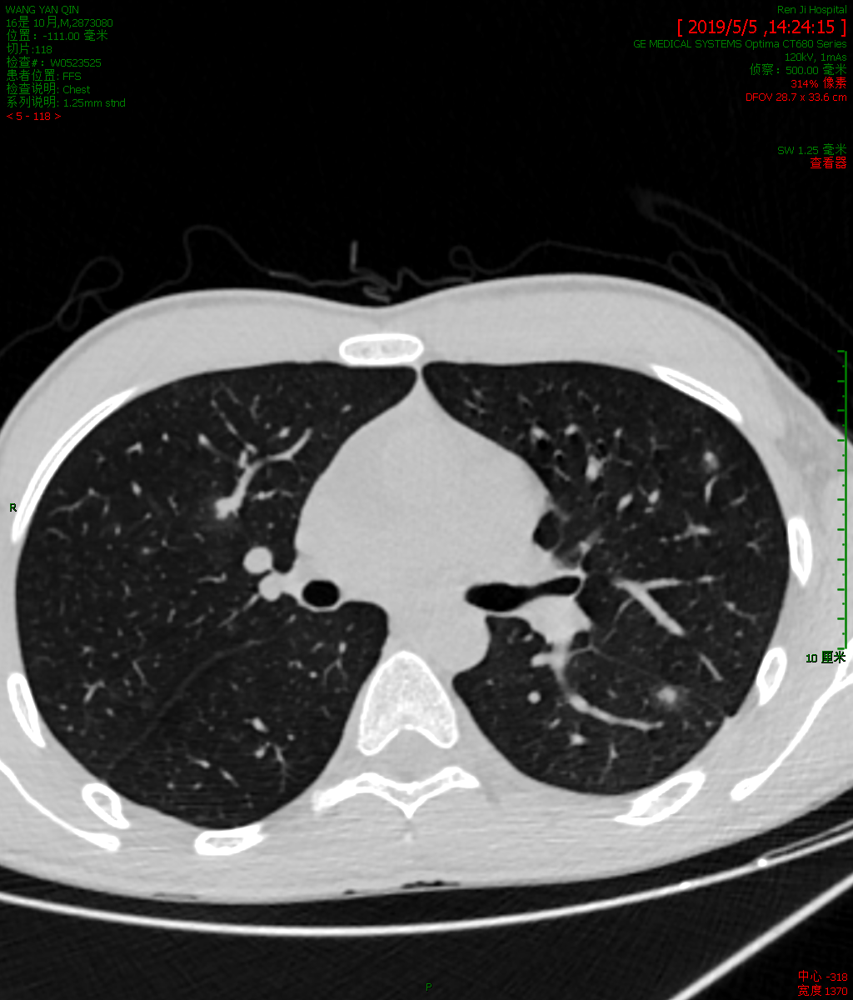 WANG YAN QIN
16是 10月,M,2873080
位置: -111.00 毫米
切片:118
检查#: W0523525
患者位置: FFS
检查说明: Chest
系列说明: 1.25mm stnd
< 5 - 118 >
Ren Ji Hospital
[ 2019/5/5 ,14:24:15 ]
GE MEDICAL SYSTEMS Optima CT680 Series
120kV, 1mAs
侦察: 500.00 毫米
314% 像素
DFOV 28.7 x 33.6 cm
SW 1.25 毫米
查看器
R
10 厘米
P
中心 -318
宽度 1370